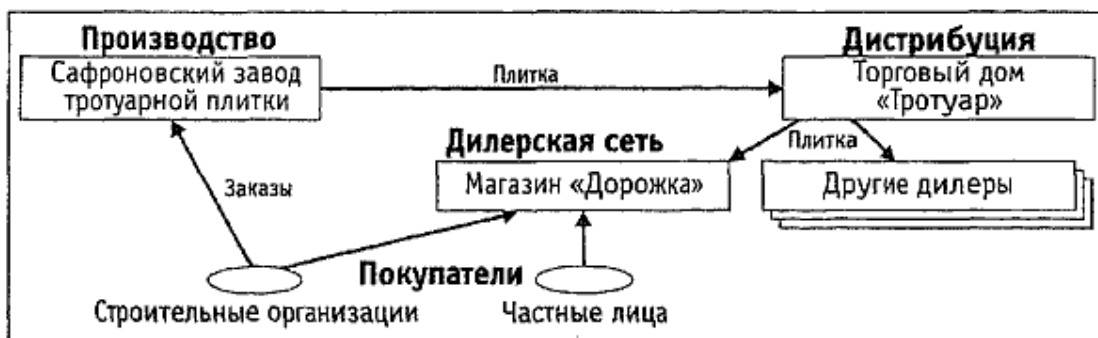 Производство
Дистрибуция
Сафроновский завод
тротуарной плитки
Плитка
Торговый дом
«Тротуар»
Дилерская сеть
Плитка
Заказы
Магазин «Дорожка»
Другие дилеры
Покупатели
Строительные организации
Частные лица